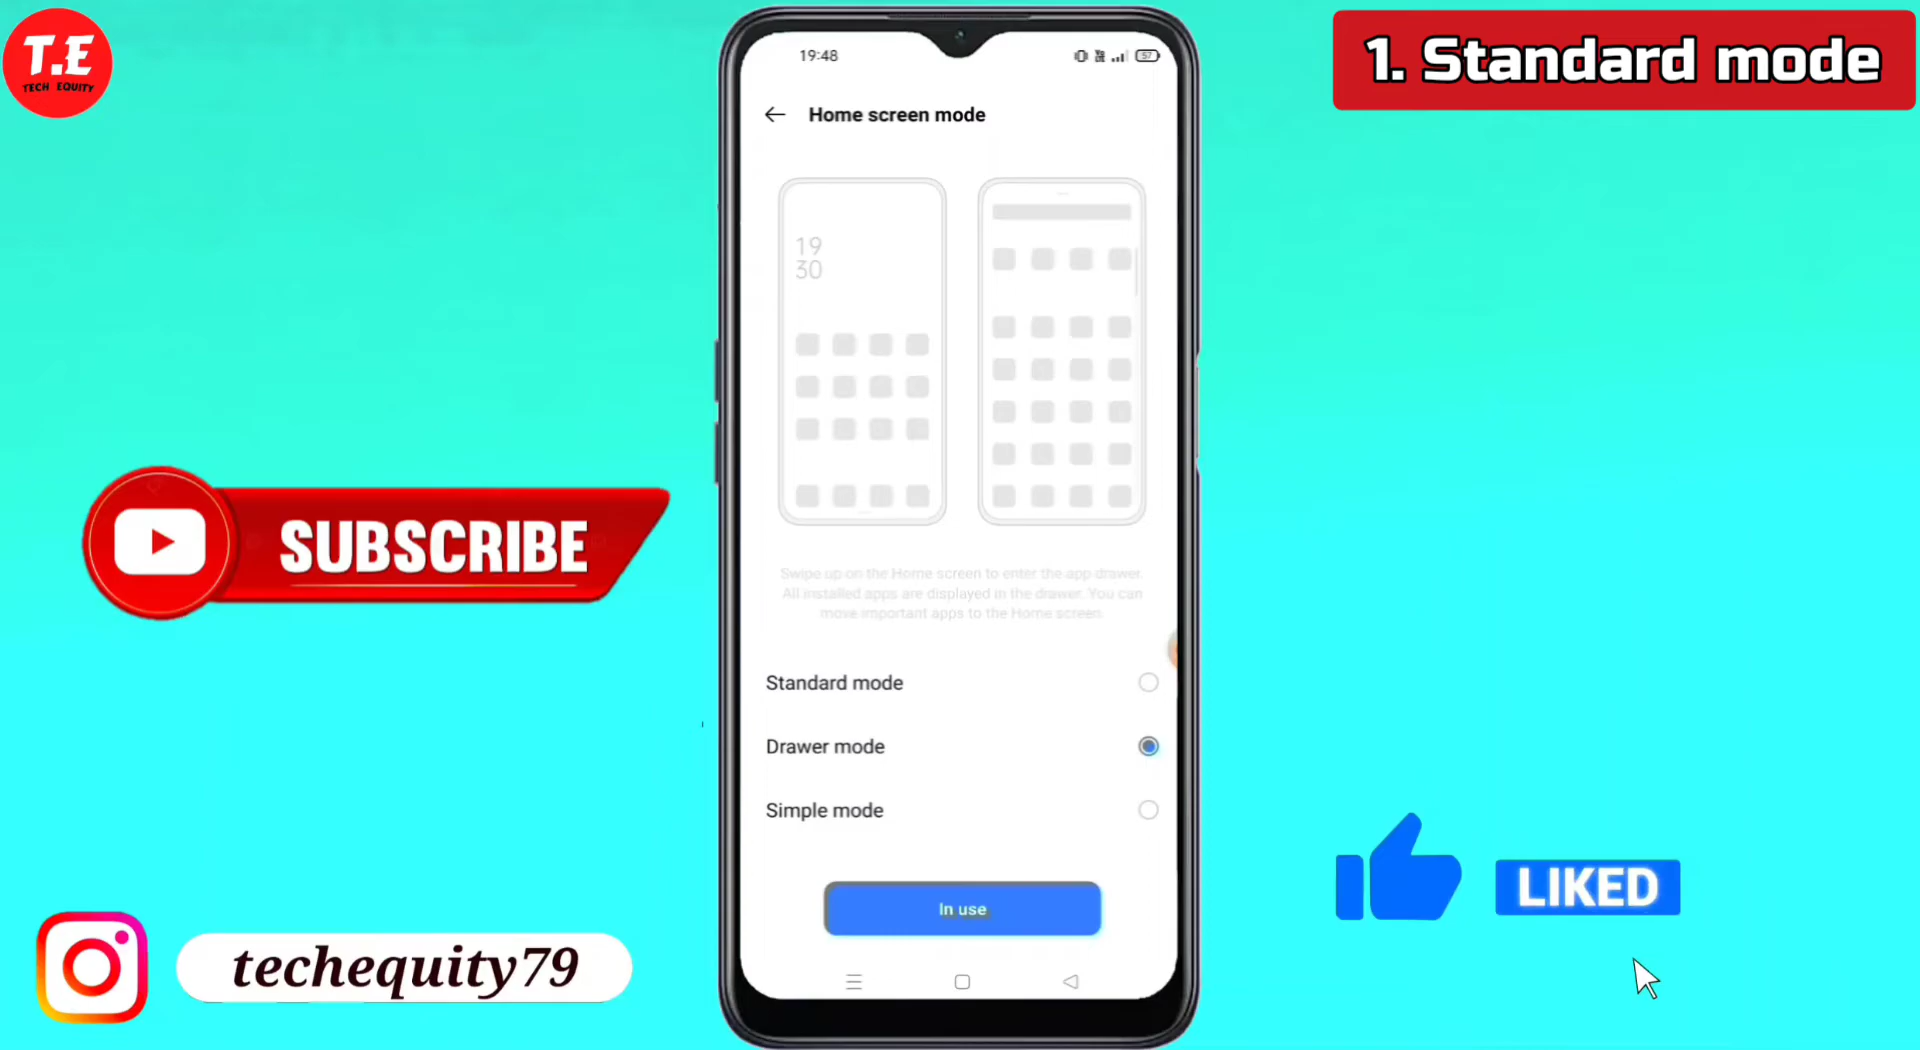 T.E
TECH EQUITY
1. Standard mode
19:48
57
Home screen mode
19
30
Swipe up on the Home screen to enter the app drawer.
All installed apps are displayed in the drawer. You can
move important apps to the Home screen.
Standard mode
Drawer mode
Simple mode
In use
SUBSCRIBE
LIKED
techequity79